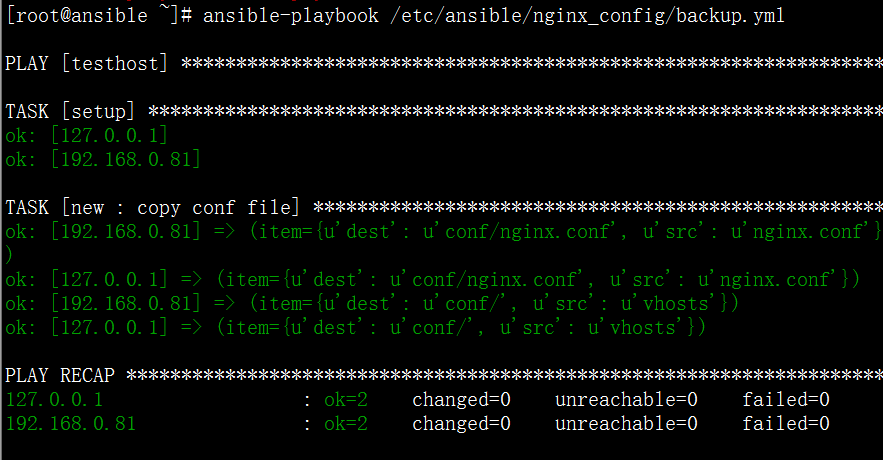 [root@ansible ~]# ansible-playbook /etc/ansible/nginx_config/backup.yml
PLAY [testhost] *******************************************************************
TASK [setup] **********************************************************************
ok: [127.0.0.1]
ok: [192.168.0.81]
TASK [new : copy conf file] *******************************************************
ok: [192.168.0.81] => (item={u'dest': u'conf/nginx.conf', u'src': u'nginx.conf'}
)
ok: [127.0.0.1] => (item={u'dest': u'conf/nginx.conf', u'src': u'nginx.conf'})
ok: [192.168.0.81] => (item={u'dest': u'conf/', u'src': u'vhosts'})
ok: [127.0.0.1] => (item={u'dest': u'conf/', u'src': u'vhosts'})
PLAY RECAP ************************************************************************
127.0.0.1 : ok=2 changed=0 unreachable=0 failed=0
192.168.0.81 : ok=2 changed=0 unreachable=0 failed=0